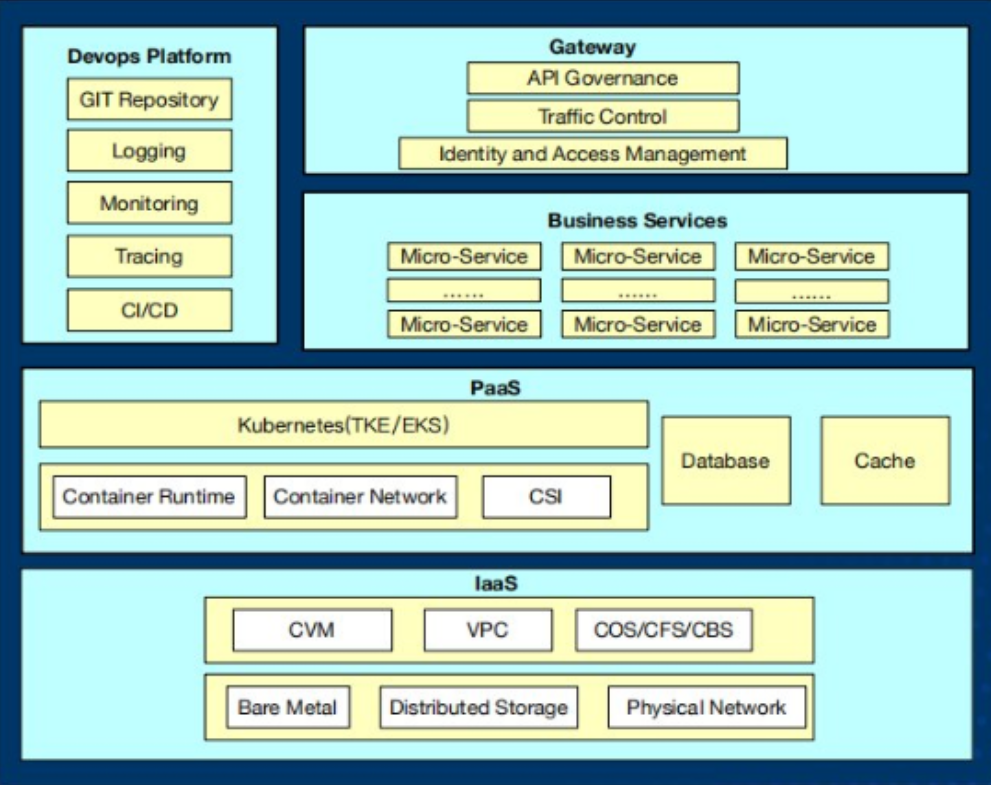 Devops Platform
GIT Repository
Logging
Monitoring
Tracing
CI/CD
Gateway
API Governance
Traffic Control
Identity and Access Management
Business Services
Micro-Service Micro-Service Micro-Service
...... ...... ......
Micro-Service Micro-Service Micro-Service
PaaS
Kubernetes(TKE/EKS)
Container Runtime Container Network CSI
Database Cache
IaaS
CVM VPC COS/CFS/CBS
Bare Metal Distributed Storage Physical Network